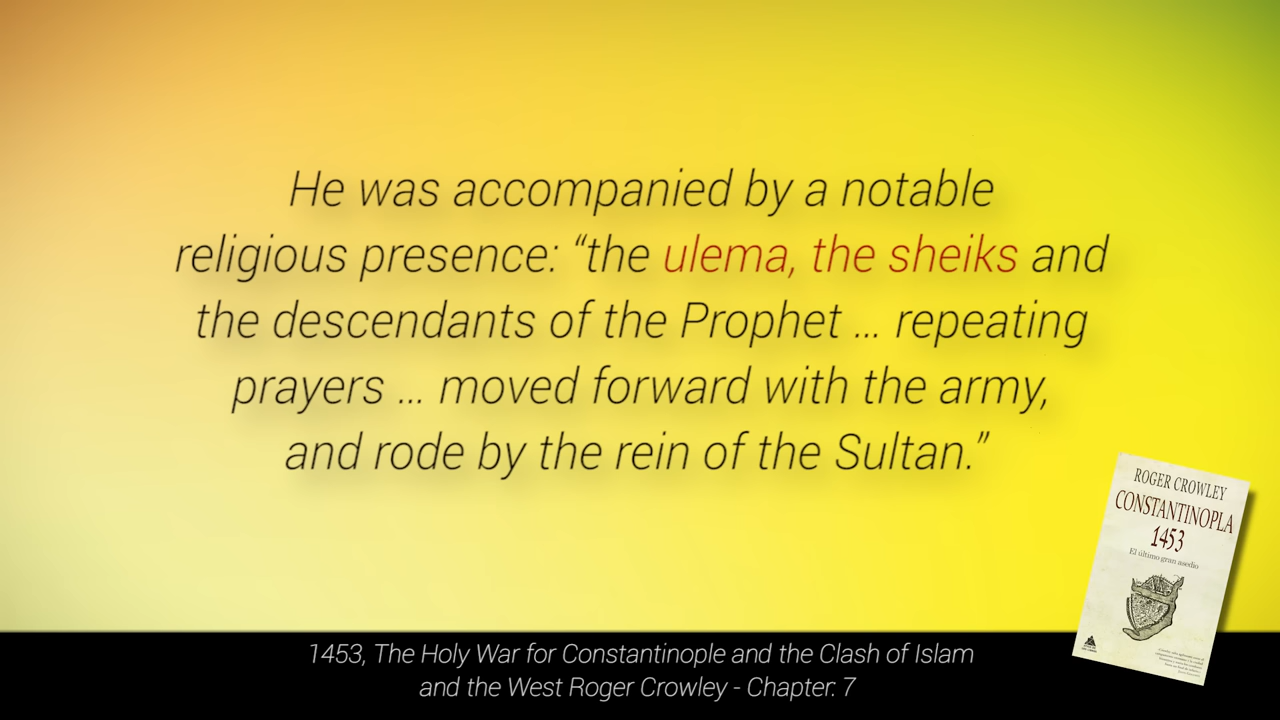 He was accompanied by a notable
religious presence: “the ulema, the sheiks and
the descendants of the Prophet ... repeating
prayers ... moved forward with the army,
and rode by the rein of the Sultan.”
ROGER CROWLEY
CONSTANTINOPLA
1453
El último gran asedio
1453, The Holy War for Constantinople and the Clash of Islam
and the West Roger Crowley - Chapter: 7